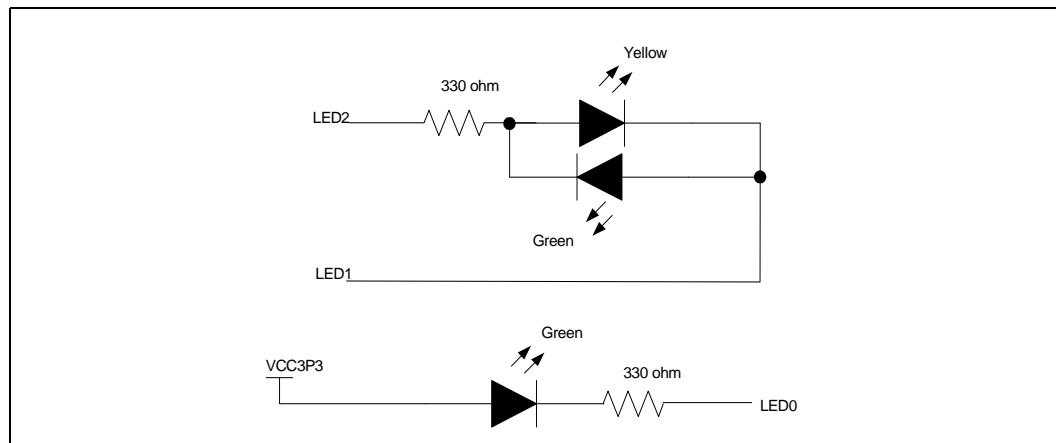 Yellow
330 ohm
LED2
Green
LED1
Green
VCC3P3
330 ohm
LED0